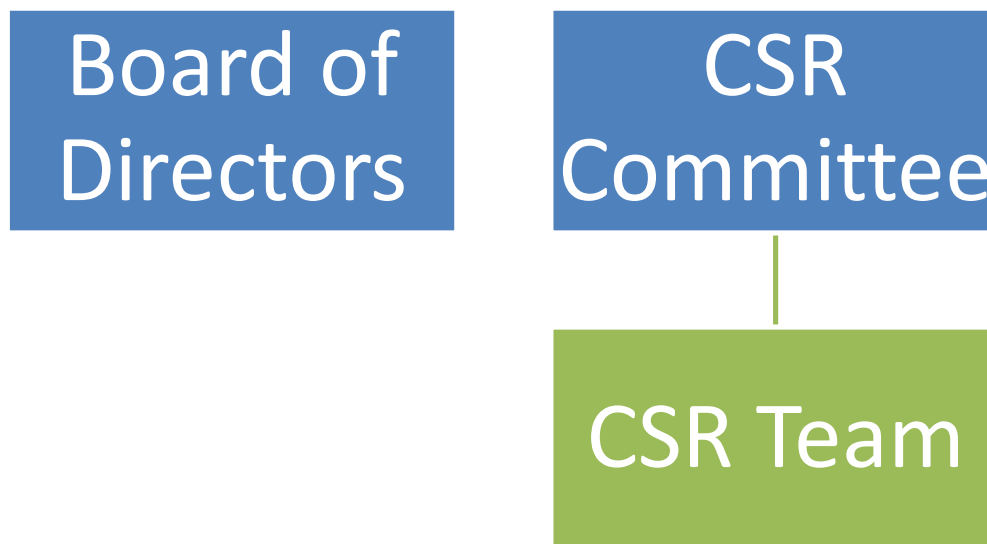 Board of
Directors
CSR
Committee
CSR Team